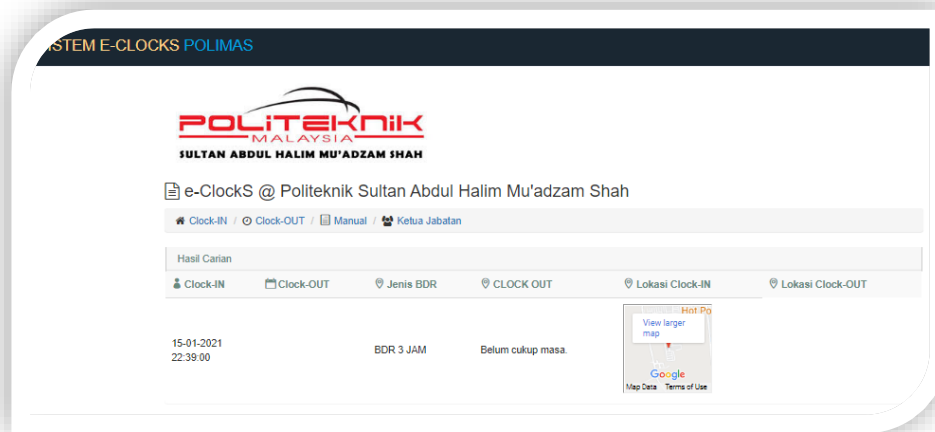 STEM E-CLOCKS POLIMAS
POLiTEKNiK
MALAYSIA
SULTAN ABDUL HALIM MU'ADZAM SHAH
e-ClockS @ Politeknik Sultan Abdul Halim Mu'adzam Shah
Clock-IN / Clock-OUT / Manual / Ketua Jabatan
Hasil Carian
Clock-IN Clock-OUT Jenis BDR CLOCK OUT Lokasi Clock-IN Lokasi Clock-OUT
Hot Po
View larger
map
15-01-2021
22:39:00
BDR 3 JAM
Belum cukup masa.
Google
Map Data Terms of Use